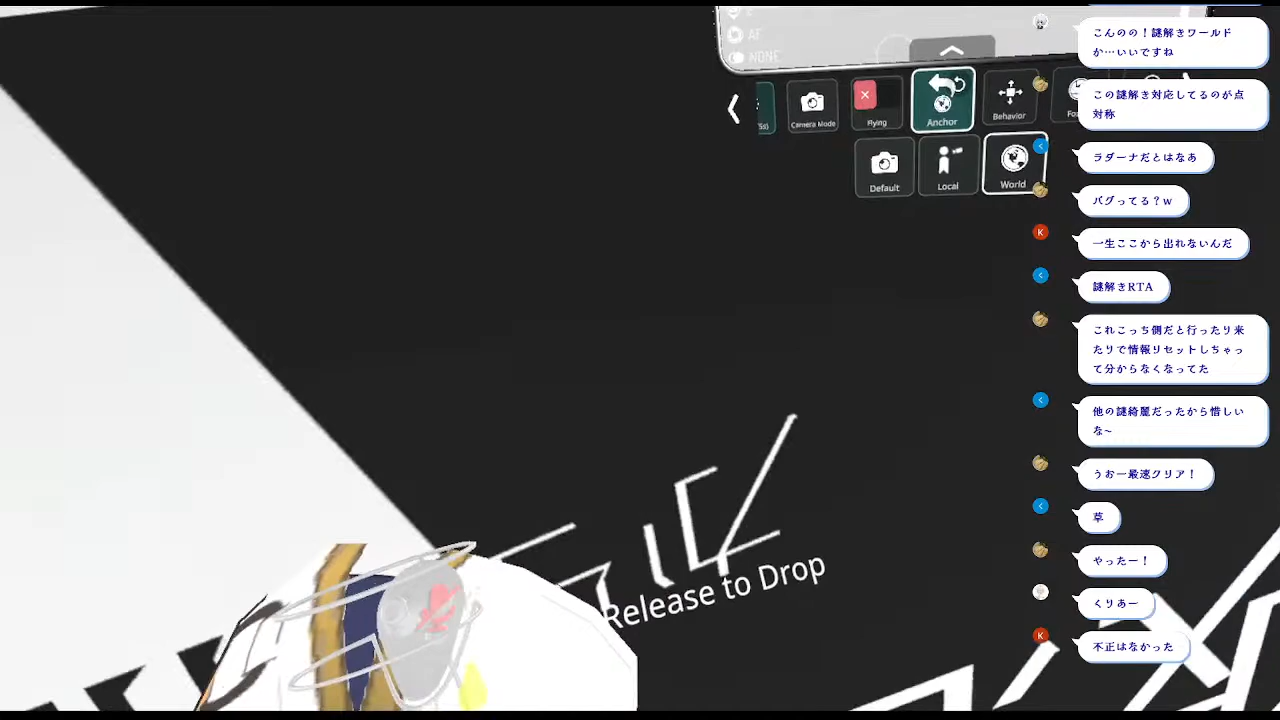 AF
NONE
Camera Mode
Flying
Anchor
Behavior
Default
Local
World
Release to Drop
こんのの！謎解きワールド
か…いいですね
この謎解き対応してるのが点
対称
ラダーナだとはなあ
バグってる？w
一生ここから出れないんだ
謎解きRTA
これこっち側だと行ったり来
たりで情報リセットしちゃっ
て分からなくなってた
他の謎綺麗だったから惜しい
な~
うおー最速クリア！
草
やったー！
くりあー
不正はなかった